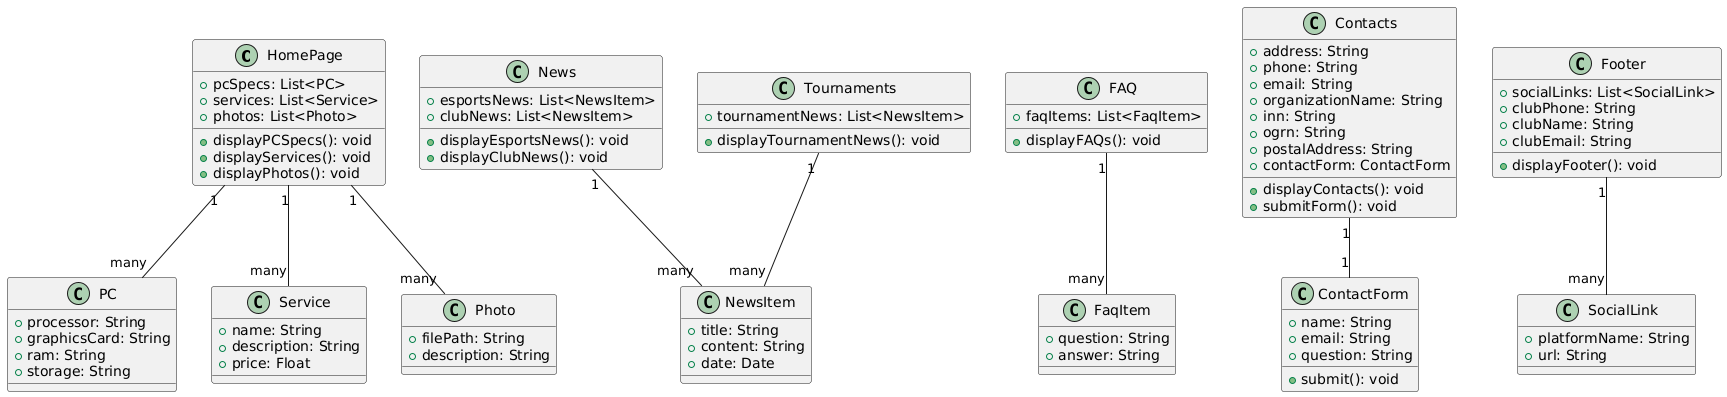 C HomePage
pcSpecs: List<PC>
services: List<Service>
photos: List<Photo>
displayPCSpecs(): void
displayServices(): void
displayPhotos(): void
C News
esportsNews: List<NewsItem>
clubNews: List<NewsItem>
displayEsportsNews(): void
displayClubNews(): void
C Tournaments
tournamentNews: List<NewsItem>
displayTournamentNews(): void
C FAQ
faqItems: List<FaqItem>
displayFAQs(): void
C Contacts
address: String
phone: String
email: String
organizationName: String
inn: String
ogrn: String
postalAddress: String
contactForm: ContactForm
displayContacts(): void
submitForm(): void
C Footer
socialLinks: List<SocialLink>
clubPhone: String
clubName: String
clubEmail: String
displayFooter(): void
1
1
1
1
1
1
1
1
many
many
many
many
many
many
1
many
C PC
processor: String
graphicsCard: String
ram: String
storage: String
C Service
name: String
description: String
price: Float
C Photo
filePath: String
description: String
C NewsItem
title: String
content: String
date: Date
C FaqItem
question: String
answer: String
C ContactForm
name: String
email: String
question: String
submit(): void
C SocialLink
platformName: String
url: String